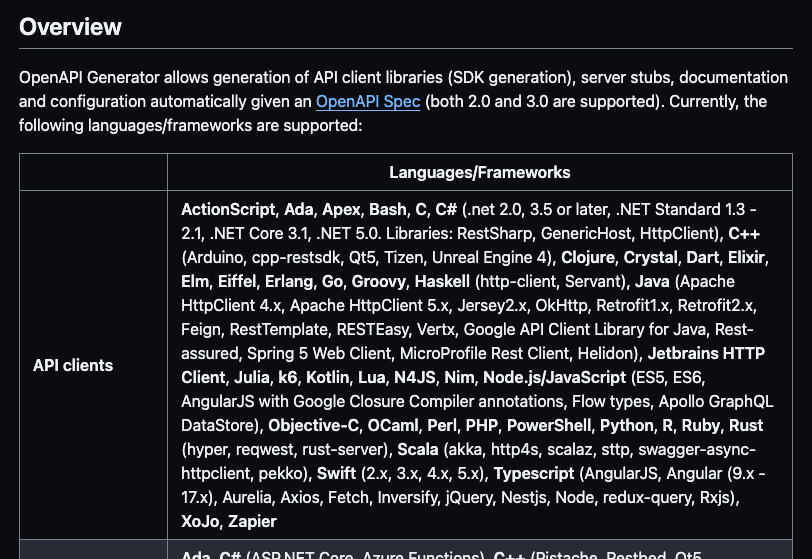 Overview
OpenAPI Generator allows generation of API client libraries (SDK generation), server stubs, documentation
and configuration automatically given an OpenAPI Spec (both 2.0 and 3.0 are supported). Currently, the
following languages/frameworks are supported:
Languages/Frameworks
API clients
ActionScript, Ada, Apex, Bash, C, C# (.net 2.0, 3.5 or later, .NET Standard 1.3 -
2.1, .NET Core 3.1, .NET 5.0. Libraries: RestSharp, GenericHost, HttpClient), C++
(Arduino, cpp-restsdk, Qt5, Tizen, Unreal Engine 4), Clojure, Crystal, Dart, Elixir,
Elm, Eiffel, Erlang, Go, Groovy, Haskell (http-client, Servant), Java (Apache
HttpClient 4.x, Apache HttpClient 5.x, Jersey2.x, OkHttp, Retrofit1.x, Retrofit2.x,
Feign, RestTemplate, RESTEasy, Vertx, Google API Client Library for Java, Rest-
assured, Spring 5 Web Client, MicroProfile Rest Client, Helidon), Jetbrains HTTP
Client, Julia, k6, Kotlin, Lua, N4JS, Nim, Node.js/JavaScript (ES5, ES6,
AngularJS with Google Closure Compiler annotations, Flow types, Apollo GraphQL
DataStore), Objective-C, OCaml, Perl, PHP, PowerShell, Python, R, Ruby, Rust
(hyper, reqwest, rust-server), Scala (akka, http4s, scalaz, sttp, swagger-async-
httpclient, pekko), Swift (2.x, 3.x, 4.x, 5.x), Typescript (AngularJS, Angular (9.x -
17.x), Aurelia, Axios, Fetch, Inversify, jQuery, Nestjs, Node, redux-query, Rxjs),
XoJo, Zapier
Ada, C# (ASP.NET Core, Azure Functions), C++ (Pistache, Restbed, Qt5